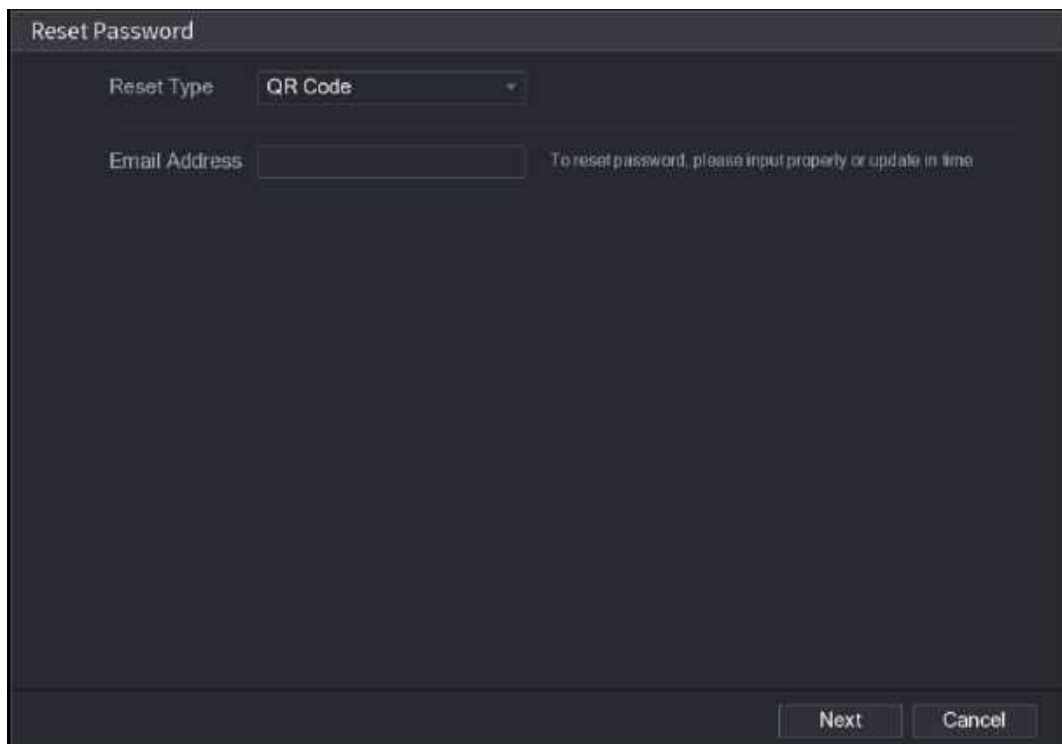 Reset Password
Reset Type QR Code
Email Address To reset password, please input properly or update in time
Next Cancel